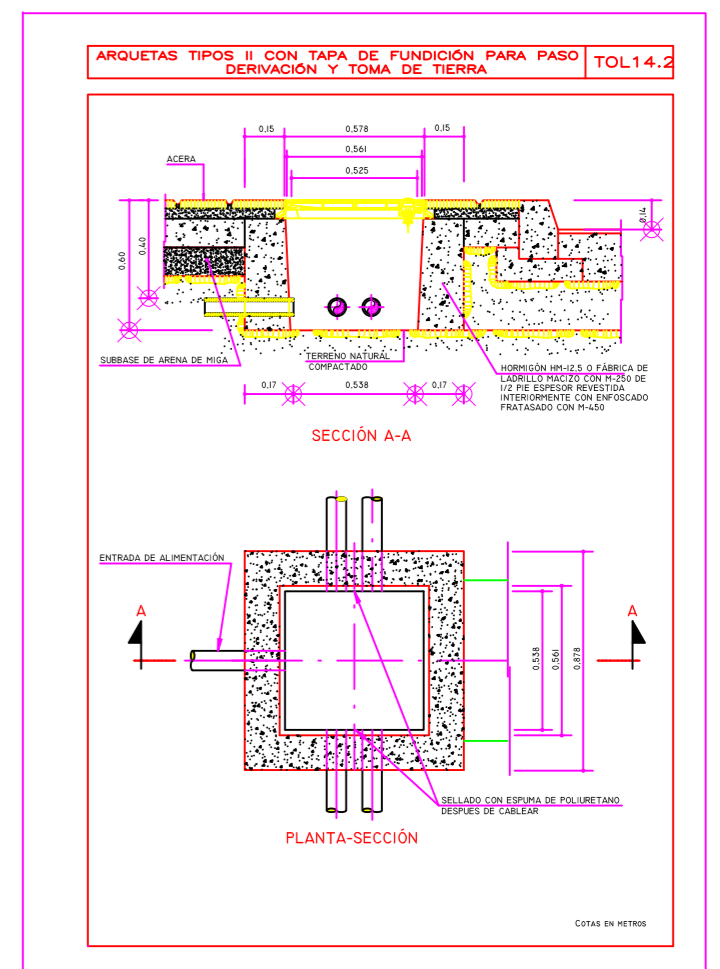 ARQUETAS TIPOS II CON TAPA DE FUNDICIÓN PARA PASO
DERIVACIÓN Y TOMA DE TIERRA
TOL14.2
0,15
0,578
0,15
0,561
0,525
ACERA
0,14
0,60
0,40
SUBBASE DE ARENA DE MIGA
TERRENO NATURAL
COMPACTADO
HORMIGÓN HM-12,5 O FÁBRICA DE
LADRILLO MACIZO CON M-250 DE
1/2 PIE ESPESOR REVESTIDA
INTERIORMENTE CON ENFOSCADO
FRATASADO CON M-450
0,17
0,538
0,17
SECCIÓN A-A
ENTRADA DE ALIMENTACIÓN
A
A
0,538
0,561
0,878
SELLADO CON ESPUMA DE POLIURETANO
DESPUES DE CABLEAR
PLANTA-SECCIÓN
COTAS EN METROS